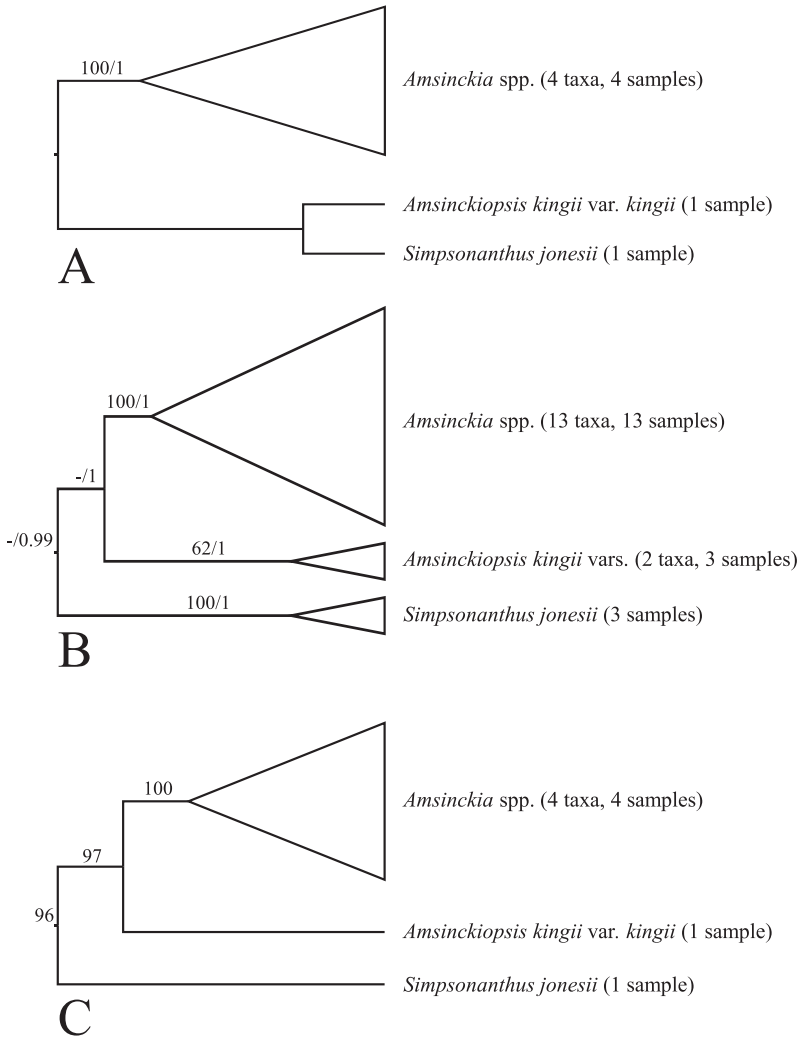 100/1
Amsinckia spp. (4 taxa, 4 samples)
Amsinckiopsis kingii var. kingii (1 sample)
Simpsonanthus jonesii (1 sample)
A
100/1
Amsinckia spp. (13 taxa, 13 samples)
-/1
-/0.99
62/1
Amsinckiopsis kingii vars. (2 taxa, 3 samples)
100/1
Simpsonanthus jonesii (3 samples)
B
100
Amsinckia spp. (4 taxa, 4 samples)
97
96
Amsinckiopsis kingii var. kingii (1 sample)
Simpsonanthus jonesii (1 sample)
C